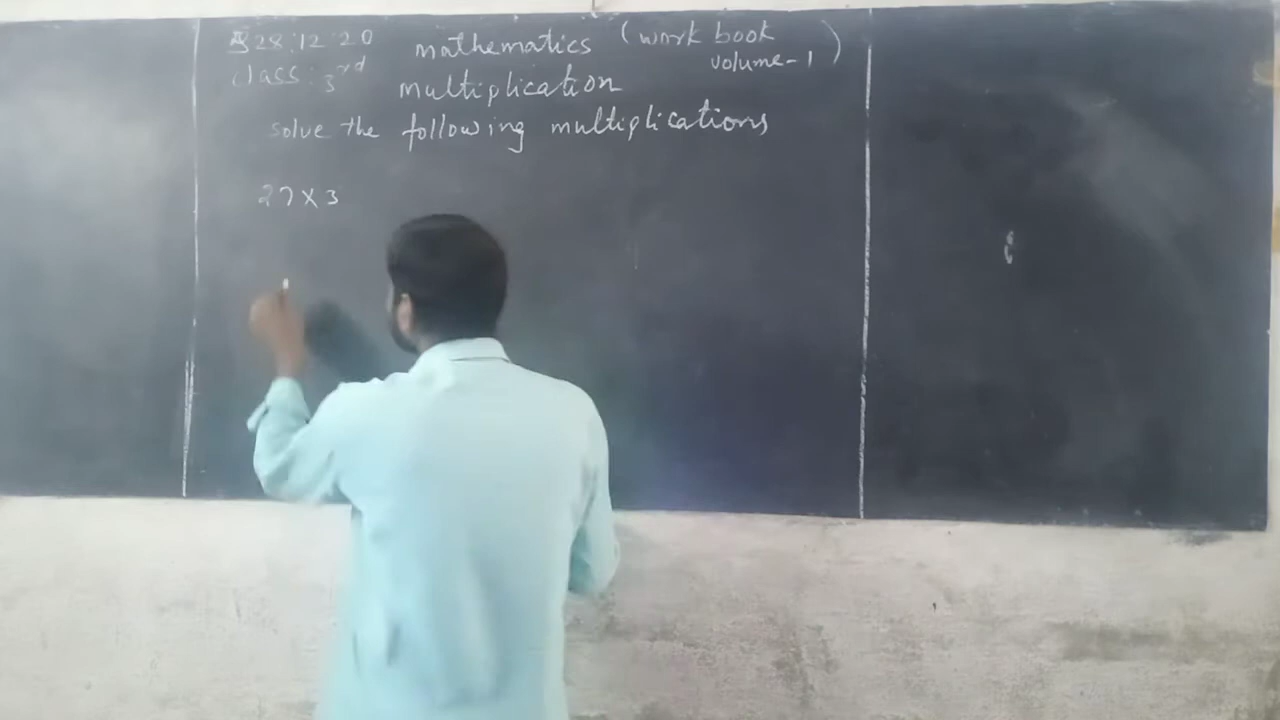 28:12:20 mathematics (work book
volume-1)
class: 3rd multiplication
solve the following multiplications
27 x 3